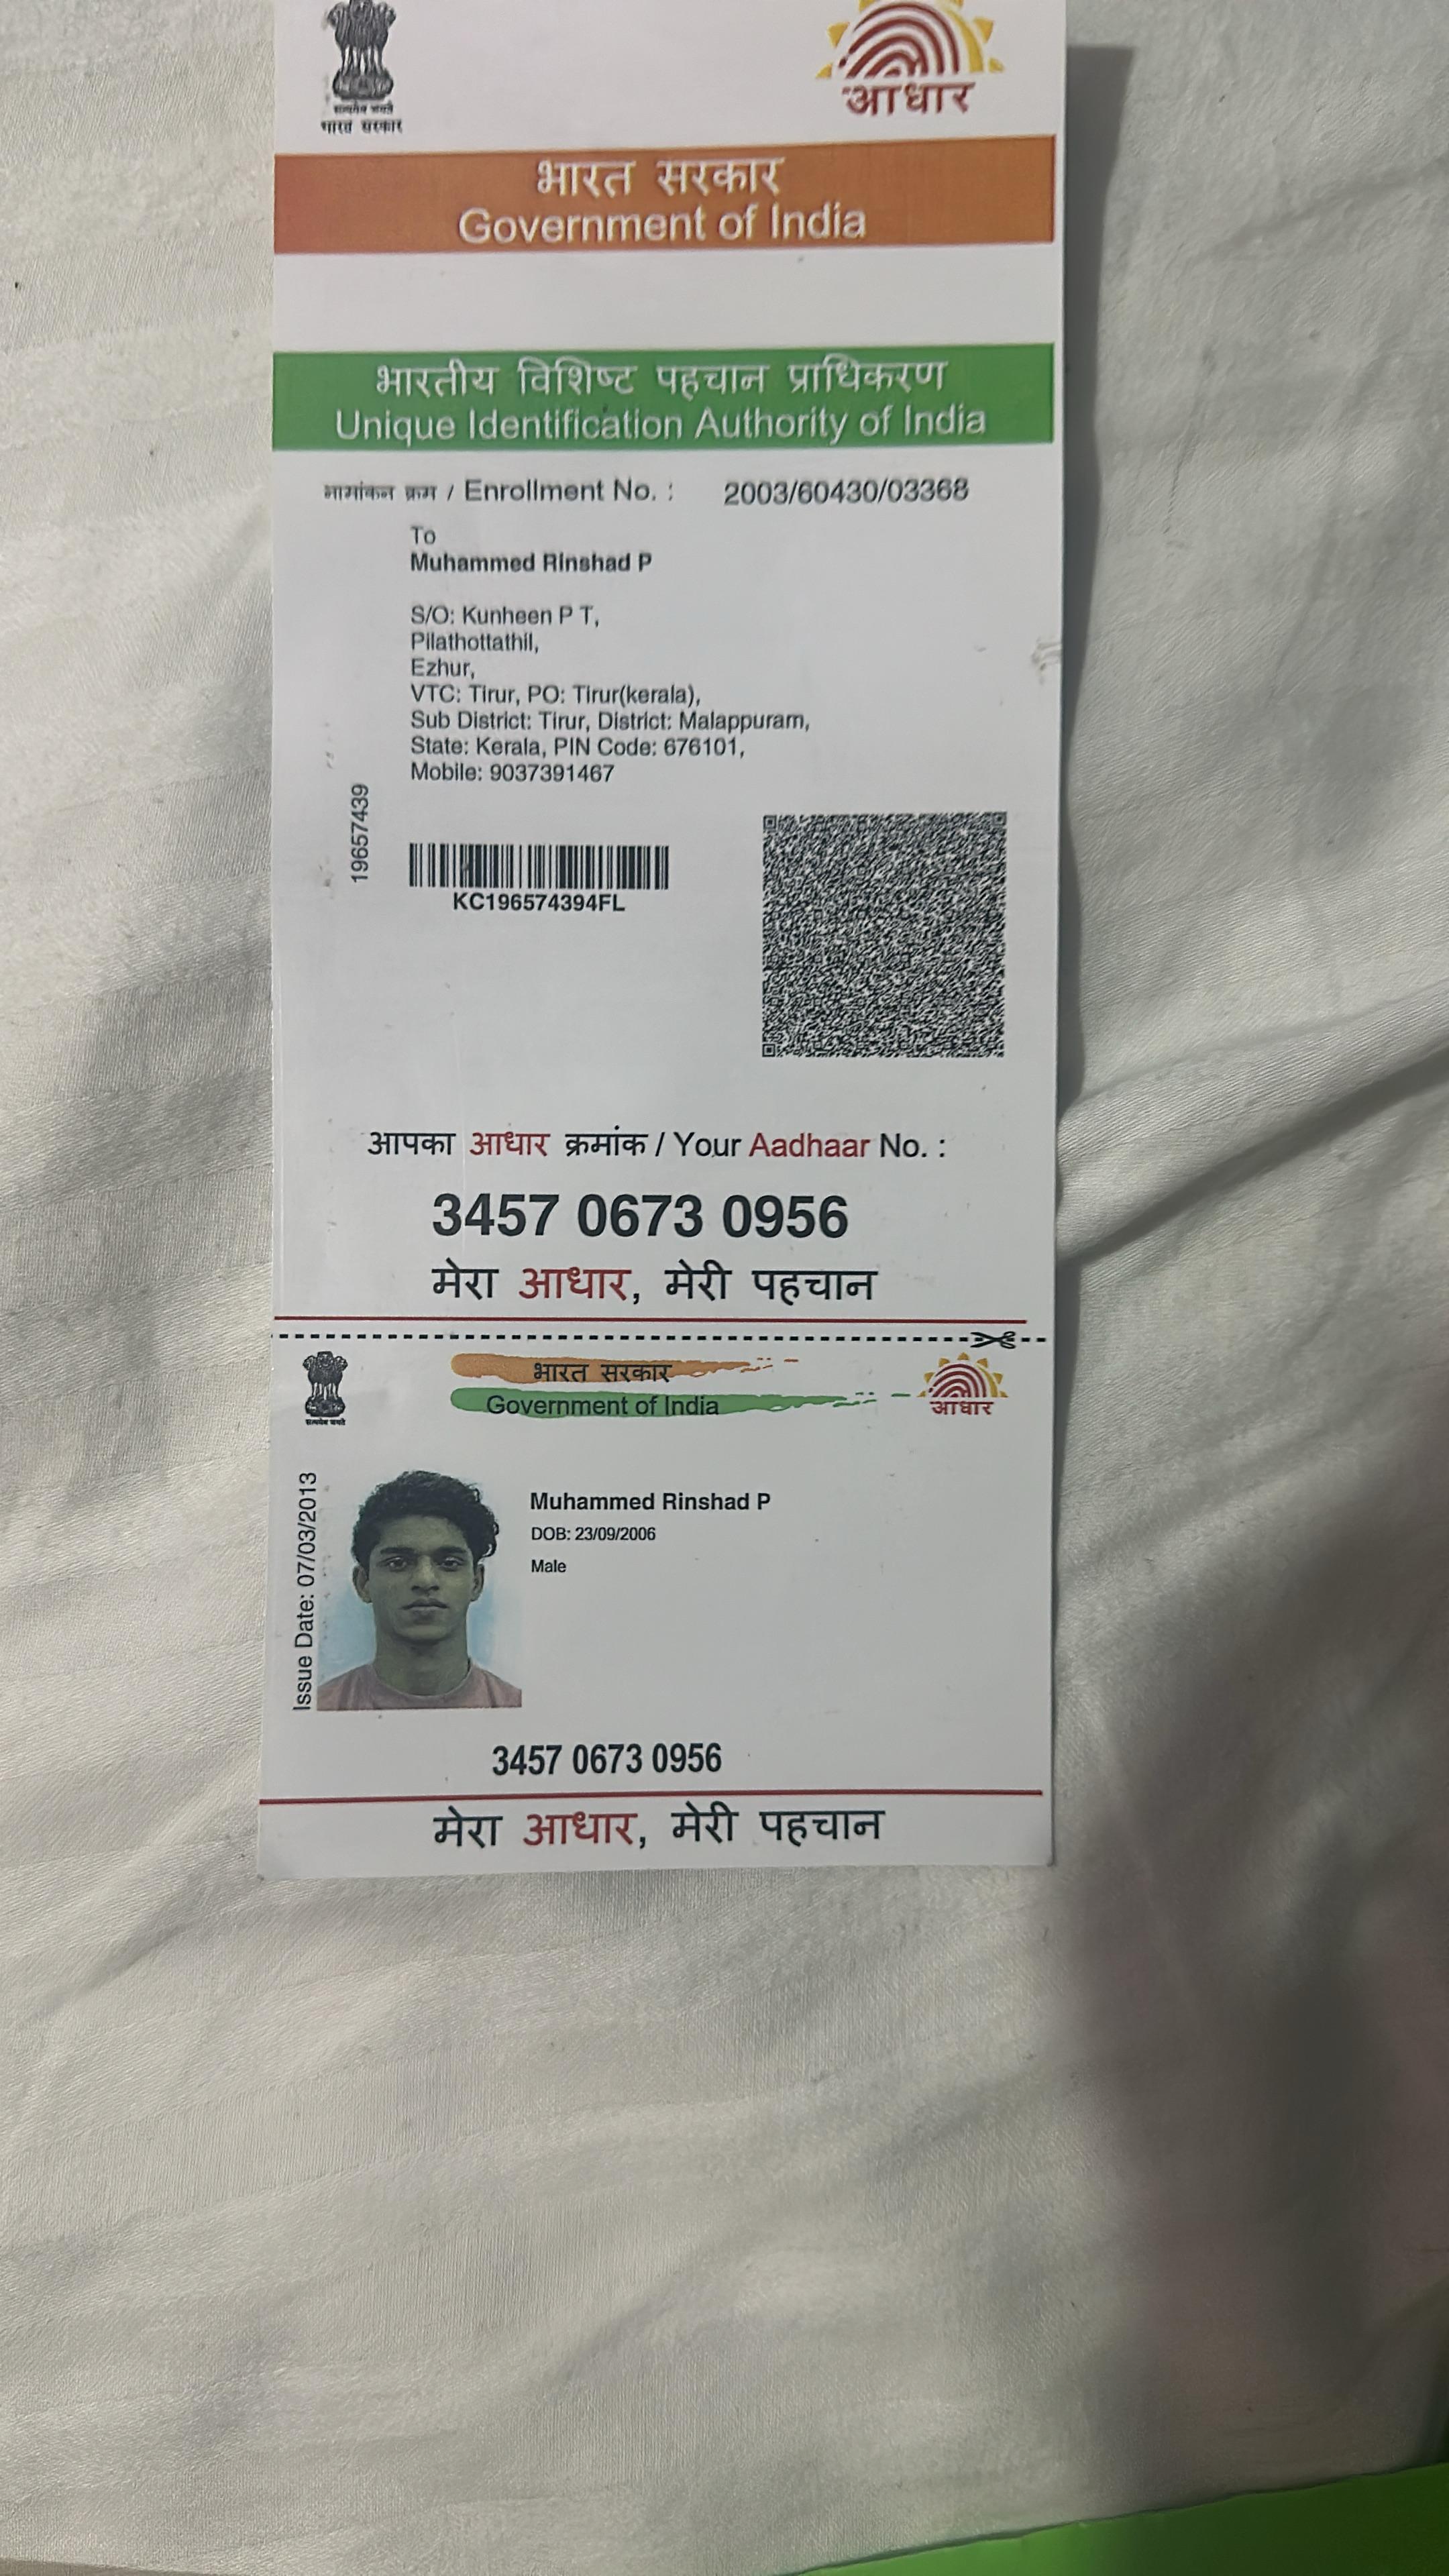 सत्यमेव जयते
भारत सरकार
आधार
भारत सरकार
Government of India
भारतीय विशिष्ट पहचान प्राधिकरण
Unique Identification Authority of India
नामांकन क्रम / Enrollment No. : 2003/60430/03368
To
Muhammed Rinshad P
S/O: Kunheen P T,
Pilathottathil,
Ezhur,
VTC: Tirur, PO: Tirur(kerala),
Sub District: Tirur, District: Malappuram,
State: Kerala, PIN Code: 676101,
Mobile: 9037391467
19657439
KC196574394FL
आपका आधार क्रमांक / Your Aadhaar No. :
3457 0673 0956
मेरा आधार, मेरी पहचान
सत्यमेव जयते
भारत सरकार
Government of India
आधार
Issue Date: 07/03/2013
Muhammed Rinshad P
DOB: 23/09/2006
Male
3457 0673 0956
मेरा आधार, मेरी पहचान